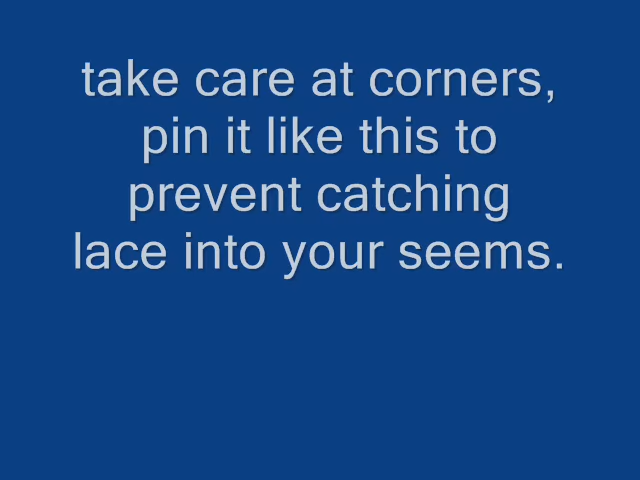 take care at corners,
pin it like this to
prevent catching
lace into your seems.